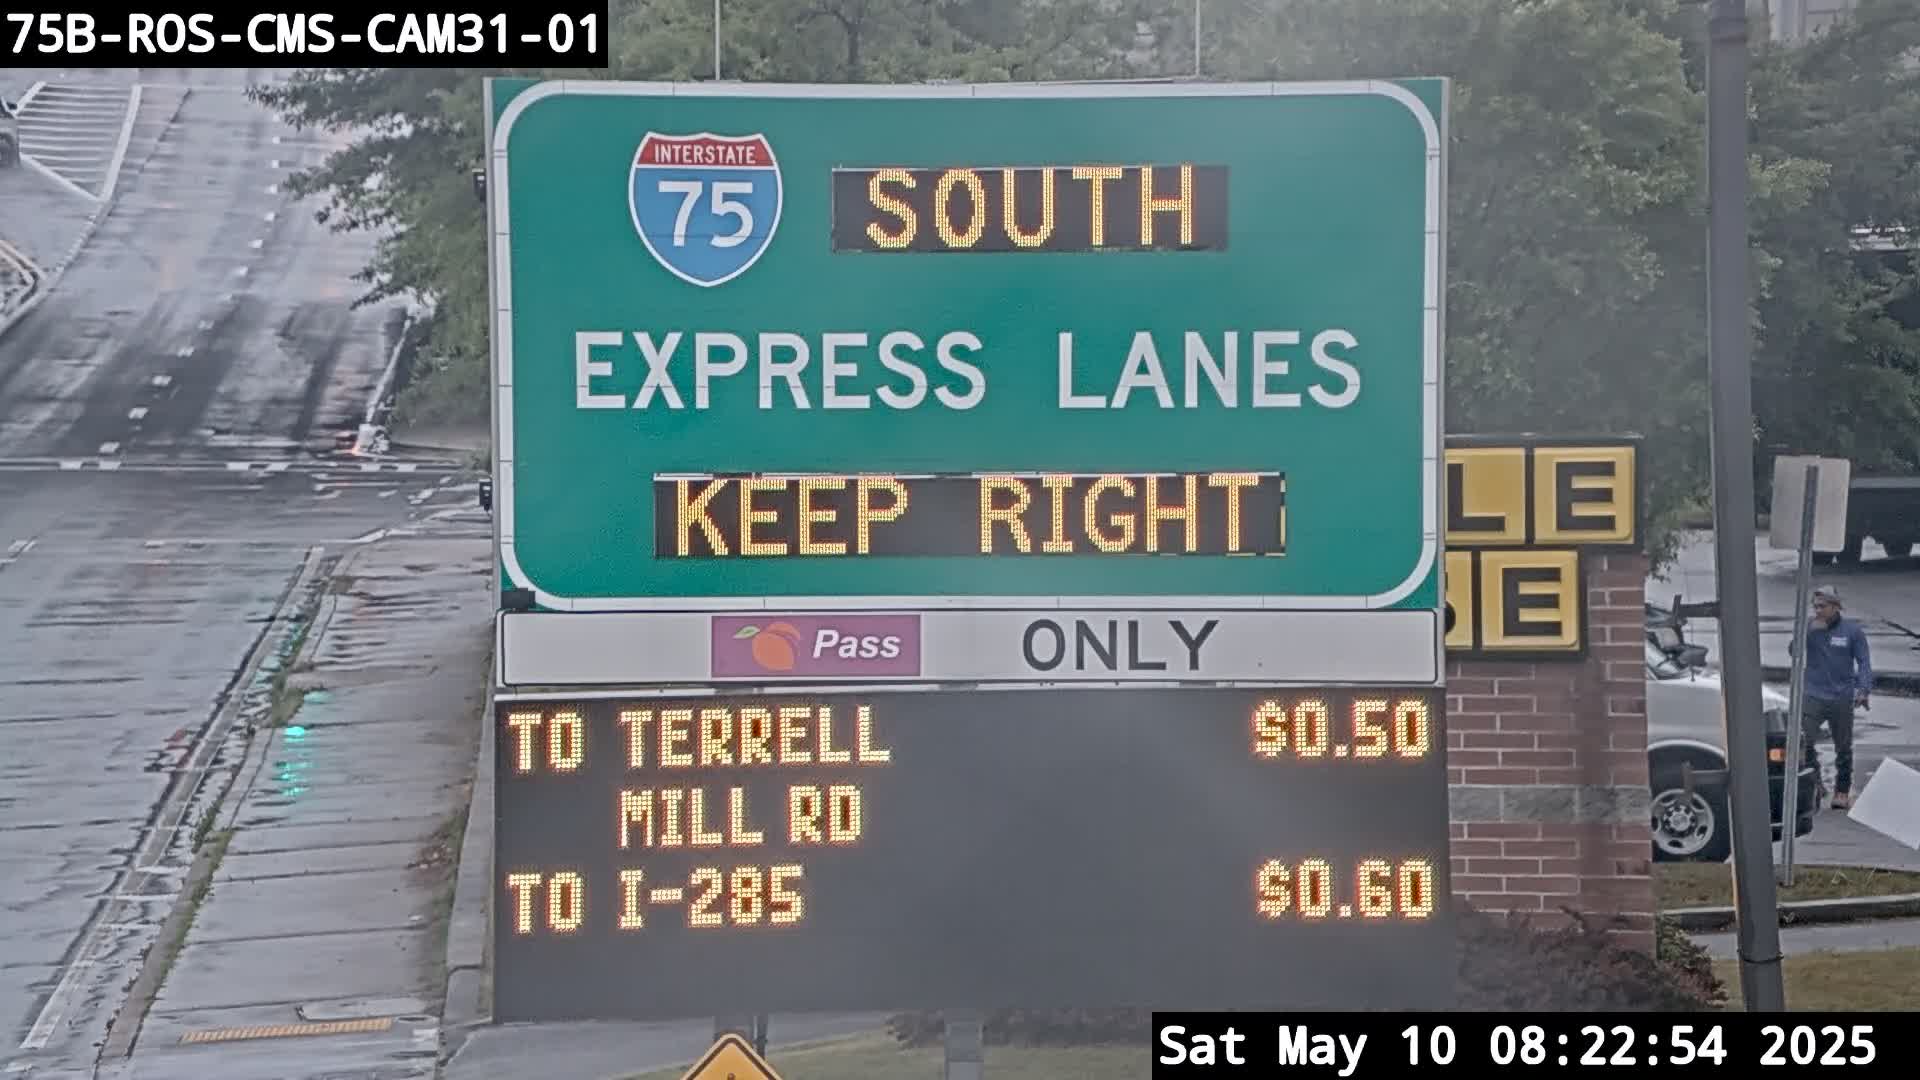 75B-ROS-CMS-CAM31-01
INTERSTATE
75
SOUTH
EXPRESS LANES
KEEP RIGHT
Pass ONLY
TO TERRELL $0.50
MILL RD
TO I-285 $0.60
LE
E
Sat May 10 08:22:54 2025